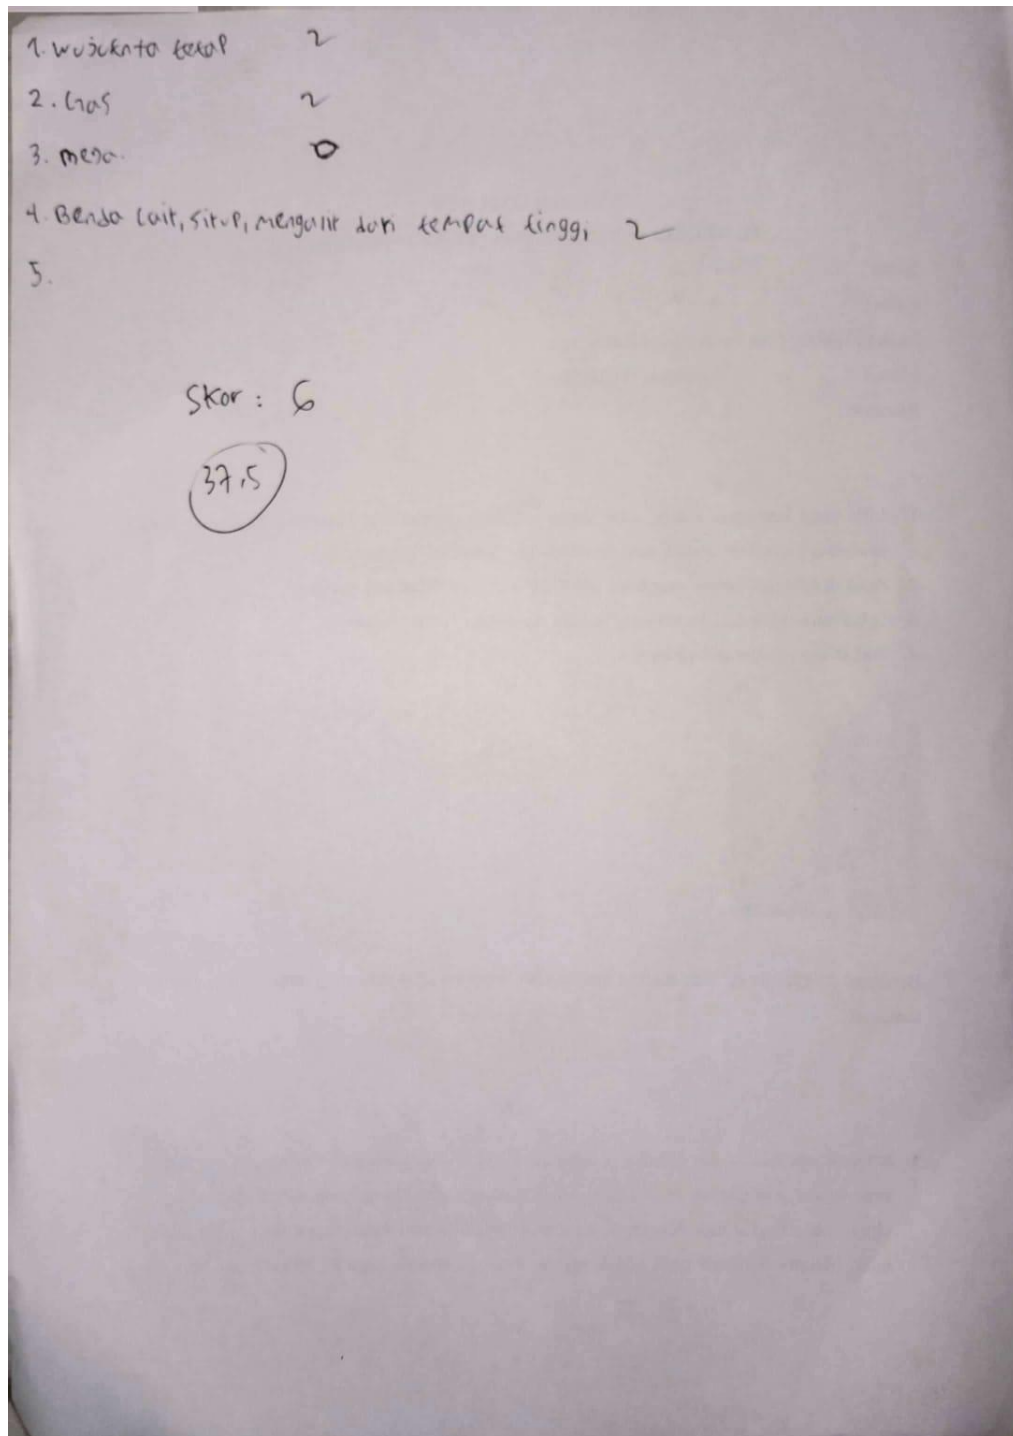 1. wujudnta tetap 2
2. Gas 2
3. meja. 0
4. Benda Cair, sirup, mengalir dari tempat tinggi 2
5.
Skor : 6
37,5